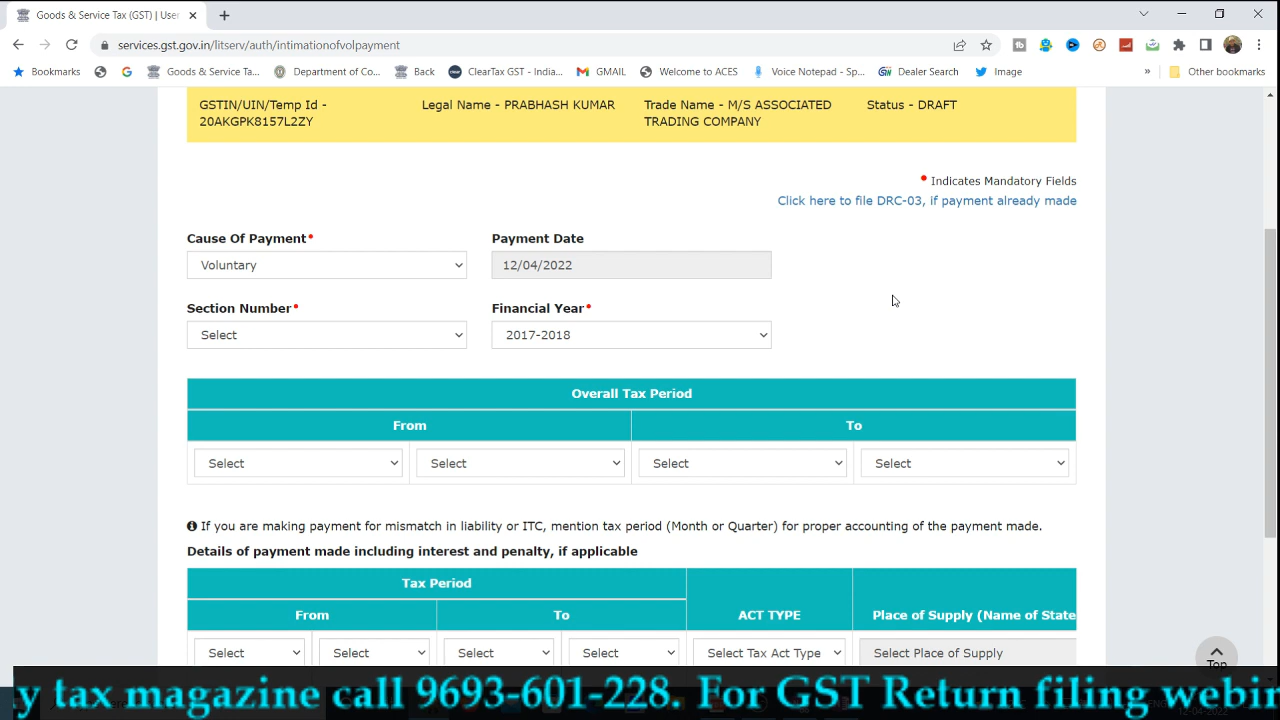 Goods & Service Tax (GST) | User
services.gst.gov.in/litserv/auth/intimationofvolpayment
Bookmarks Goods & Service Ta... Department of Co... Back ClearTax GST - India... GMAIL Welcome to ACES Voice Notepad - Sp... Dealer Search Image » Other bookmarks
GSTIN/UIN/Temp Id - Legal Name - PRABHASH KUMAR Trade Name - M/S ASSOCIATED Status - DRAFT
20AKGPK8157L2ZY TRADING COMPANY
• Indicates Mandatory Fields
Click here to file DRC-03, if payment already made
Cause Of Payment• Payment Date
Voluntary 12/04/2022
Section Number• Financial Year•
Select 2017-2018
Overall Tax Period
From To
Select Select Select Select
If you are making payment for mismatch in liability or ITC, mention tax period (Month or Quarter) for proper accounting of the payment made.
Details of payment made including interest and penalty, if applicable
Tax Period
From To ACT TYPE Place of Supply (Name of State
Select Select Select Select Select Tax Act Type Select Place of Supply
Top
y tax magazine call 9693-601-228. For GST Return filing webin
12-04-2022